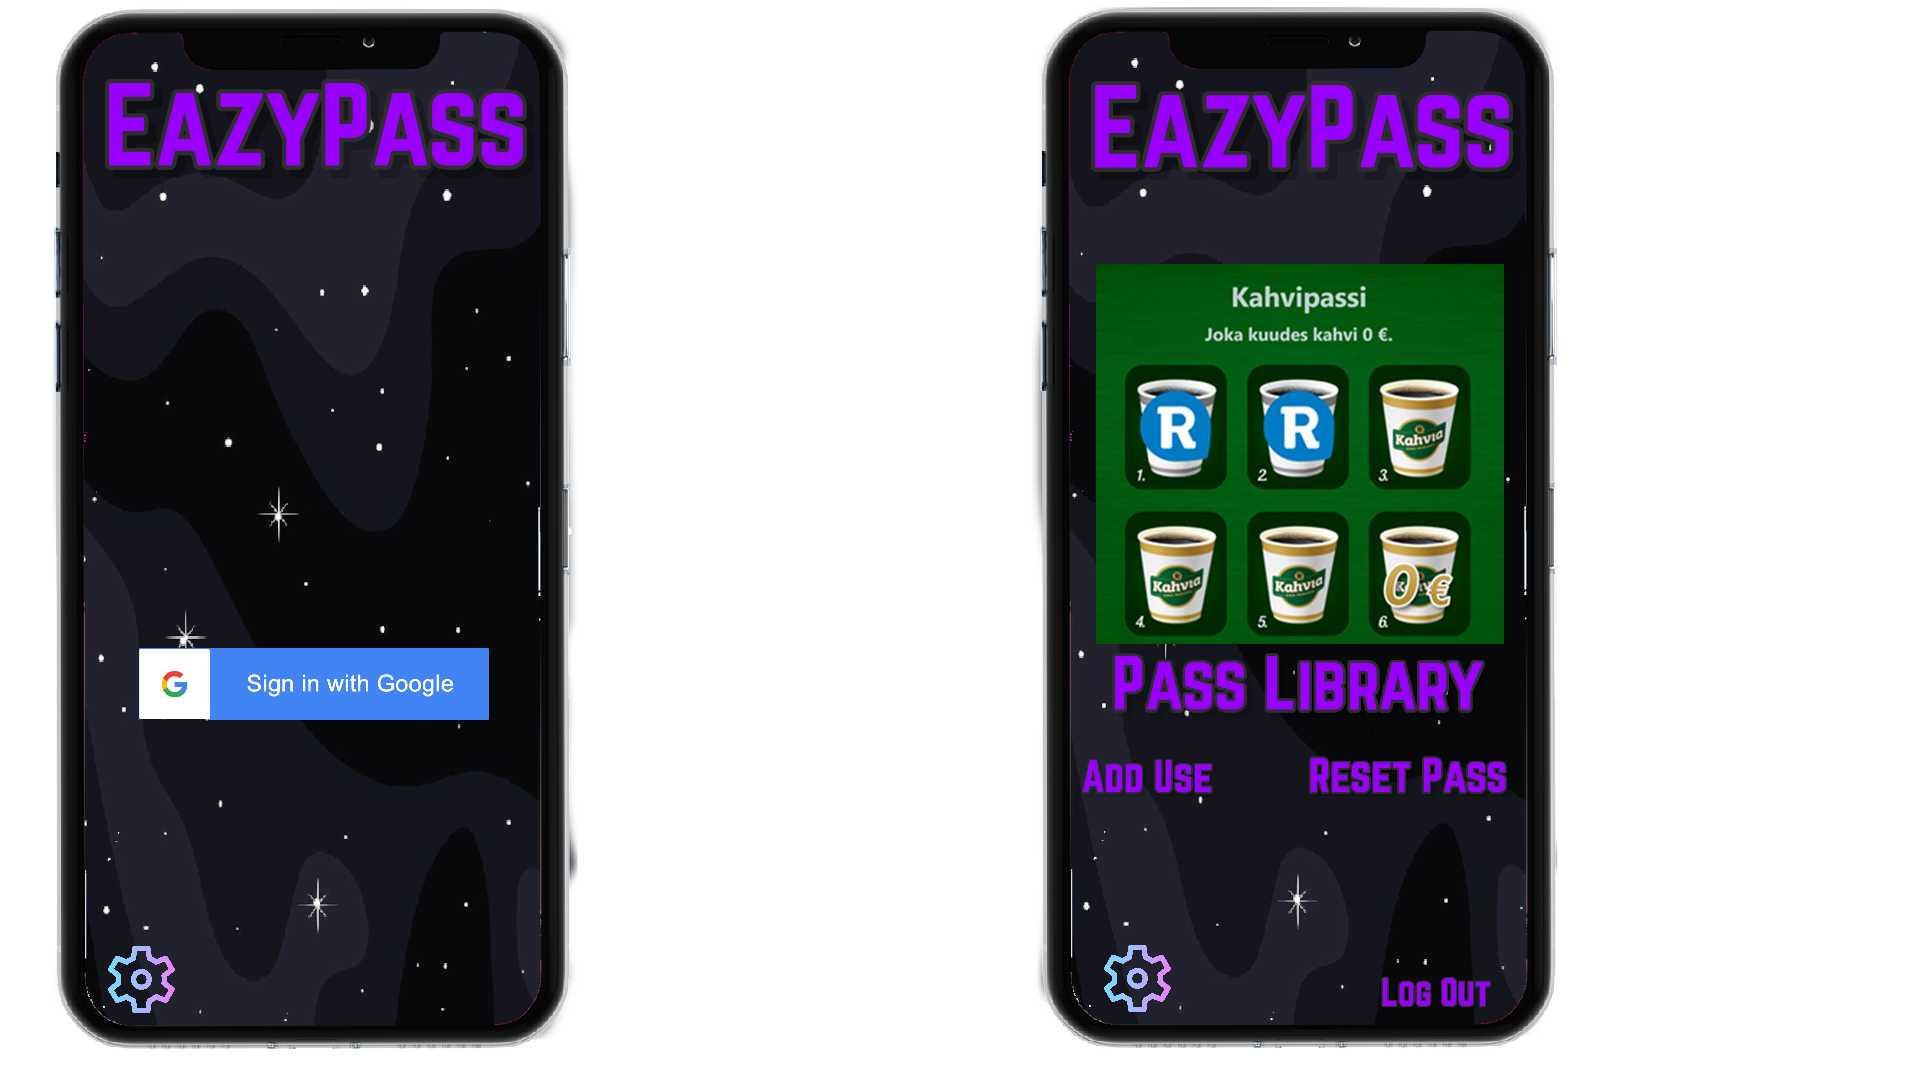 EazyPass
Sign in with Google
EazyPass
Kahvipassi
Joka kuudes kahvi 0 €.
R
R
Kahvia
1.
2.
3.
Kahvia
Kahvia
0 €
4.
5.
6.
Pass Library
Add Use
Reset Pass
Log Out